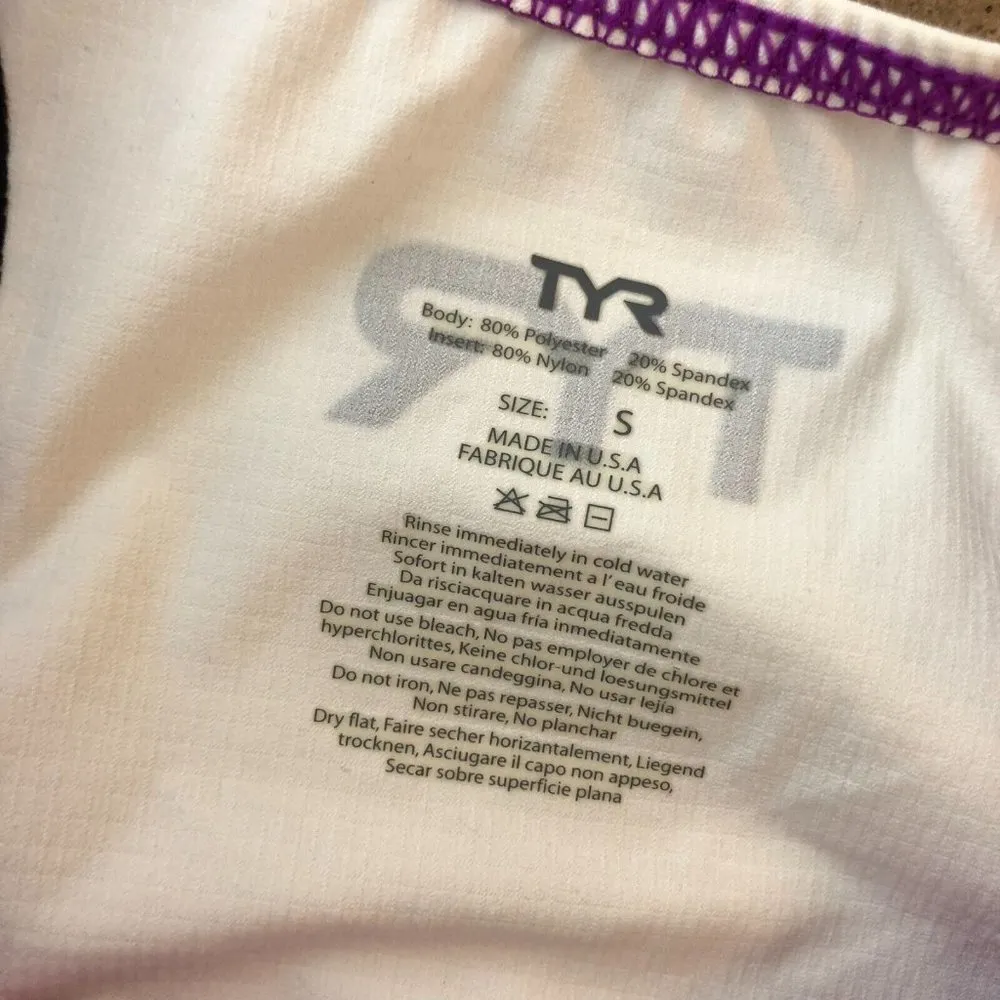 TYR
Body: 80% Polyester 20% Spandex
Insert: 80% Nylon 20% Spandex
SIZE: S
MADE IN U.S.A
FABRIQUE AU U.S.A
Rinse immediately in cold water
Rincer immediatement a l'eau froide
Sofort in kalten wasser ausspulen
Da risciacquare in acqua fredda
Enjuagar en agua fría inmediatamente
Do not use bleach, No pas employer de chlore et
hyperchlorittes, Keine chlor-und loesungsmittel
Non usare candeggina, No usar lejía
Do not iron, Ne pas repasser, Nicht buegein,
Non stirare, No planchar
Dry flat, Faire secher horizantalement, Liegend
trocknen, Asciugare il capo non appeso,
Secar sobre superficie plana